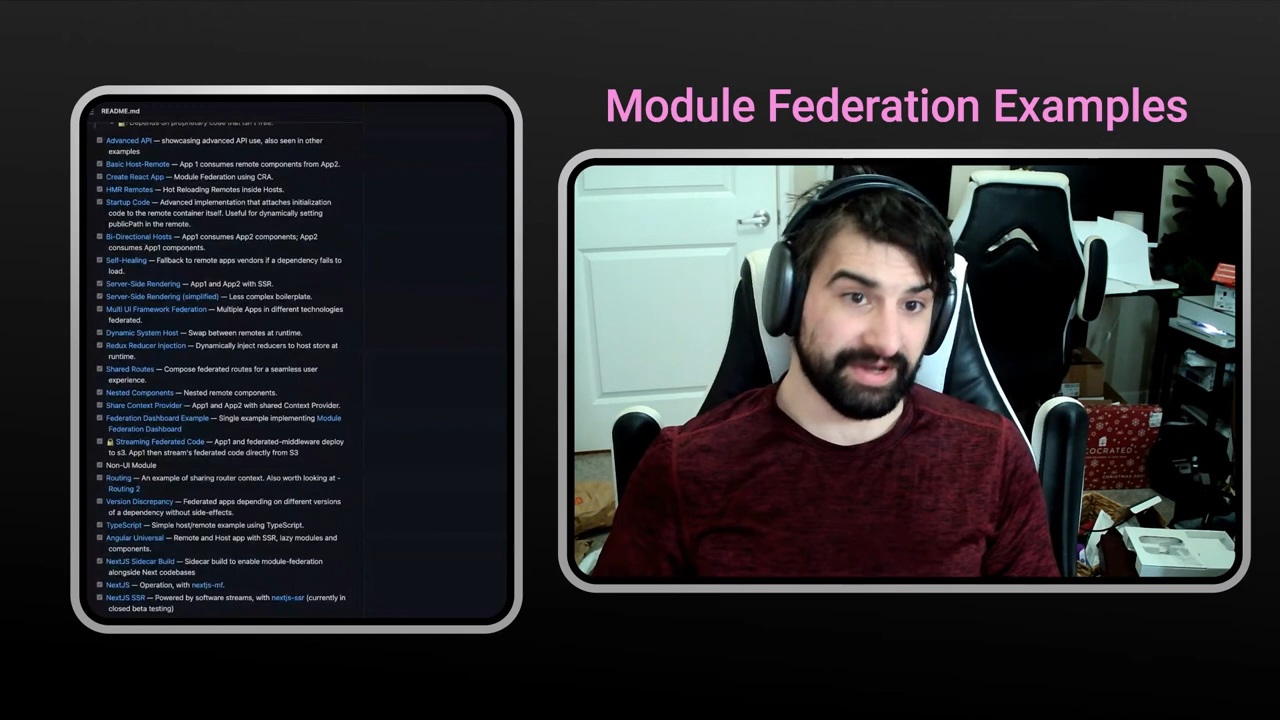 Module Federation Examples
README.md
Depends on proprietary code that isn't free.
Advanced API — showcasing advanced API use, also seen in other
examples
Basic Host-Remote — App 1 consumes remote components from App2.
Create React App — Module Federation using CRA.
HMR Remotes — Hot Reloading Remotes inside Hosts.
Startup Code — Advanced implementation that attaches initialization
code to the remote container itself. Useful for dynamically setting
publicPath in the remote.
Bi-Directional Hosts — App1 consumes App2 components; App2
consumes App1 components.
Self-Healing — Fallback to remote apps vendors if a dependency fails to
load.
Server-Side Rendering — App1 and App2 with SSR.
Server-Side Rendering (simplified) — Less complex boilerplate.
Multi UI Framework Federation — Multiple Apps in different technologies
federated.
Dynamic System Host — Swap between remotes at runtime.
Redux Reducer Injection — Dynamically inject reducers to host store at
runtime.
Shared Routes — Compose federated routes for a seamless user
experience.
Nested Components — Nested remote components.
Share Context Provider — App1 and App2 with shared Context Provider.
Federation Dashboard Example — Single example implementing Module
Federation Dashboard
Streaming Federated Code — App1 and federated-middleware deploy
to s3. App1 then stream's federated code directly from S3
Non-UI Module
Routing — An example of sharing router context. Also worth looking at -
Routing 2
Version Discrepancy — Federated apps depending on different versions
of a dependency without side-effects.
TypeScript — Simple host/remote example using TypeScript.
Angular Universal — Remote and Host app with SSR, lazy modules and
components.
NextJS Sidecar Build — Sidecar build to enable module-federation
alongside Next codebases
NextJS — Operation, with nextjs-mf.
NextJS SSR — Powered by software streams, with nextjs-ssr (currently in
closed beta testing)
COCRATED